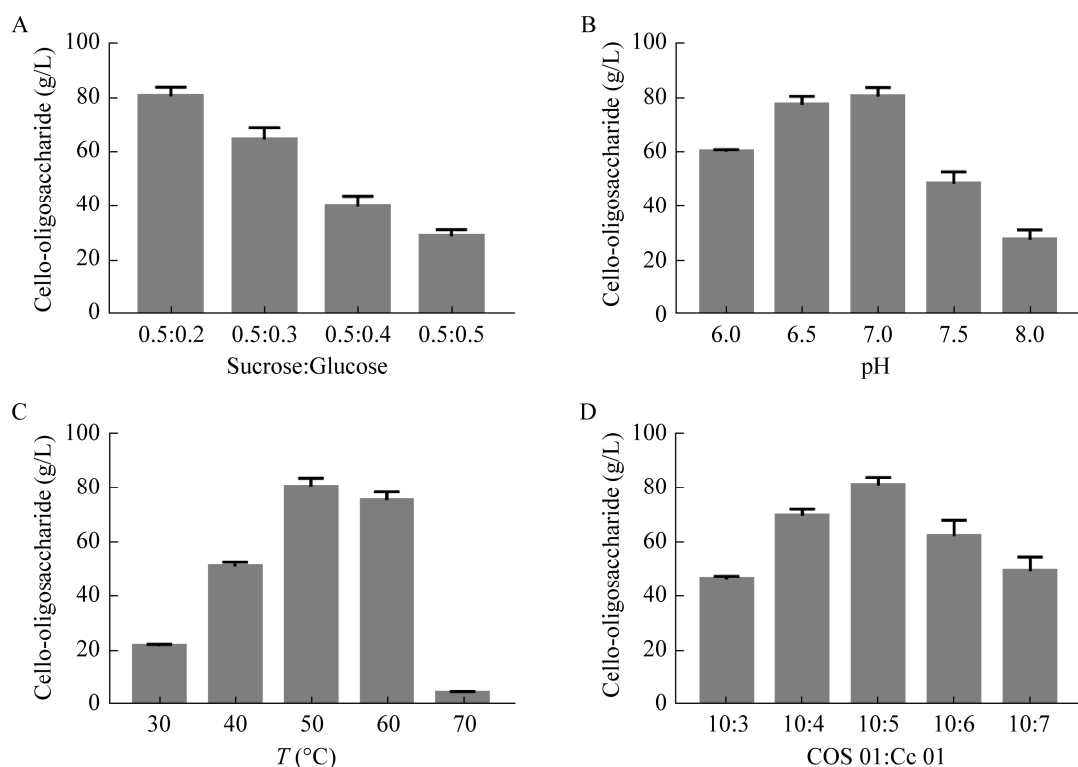 A
Cello-oligosaccharide (g/L)
100
80
60
40
20
0
0.5:0.2 0.5:0.3 0.5:0.4 0.5:0.5
Sucrose:Glucose
B
Cello-oligosaccharide (g/L)
100
80
60
40
20
0
6.0 6.5 7.0 7.5 8.0
pH
C
Cello-oligosaccharide (g/L)
100
80
60
40
20
0
30 40 50 60 70
T (°C)
D
Cello-oligosaccharide (g/L)
100
80
60
40
20
0
10:3 10:4 10:5 10:6 10:7
COS 01:Cc 01